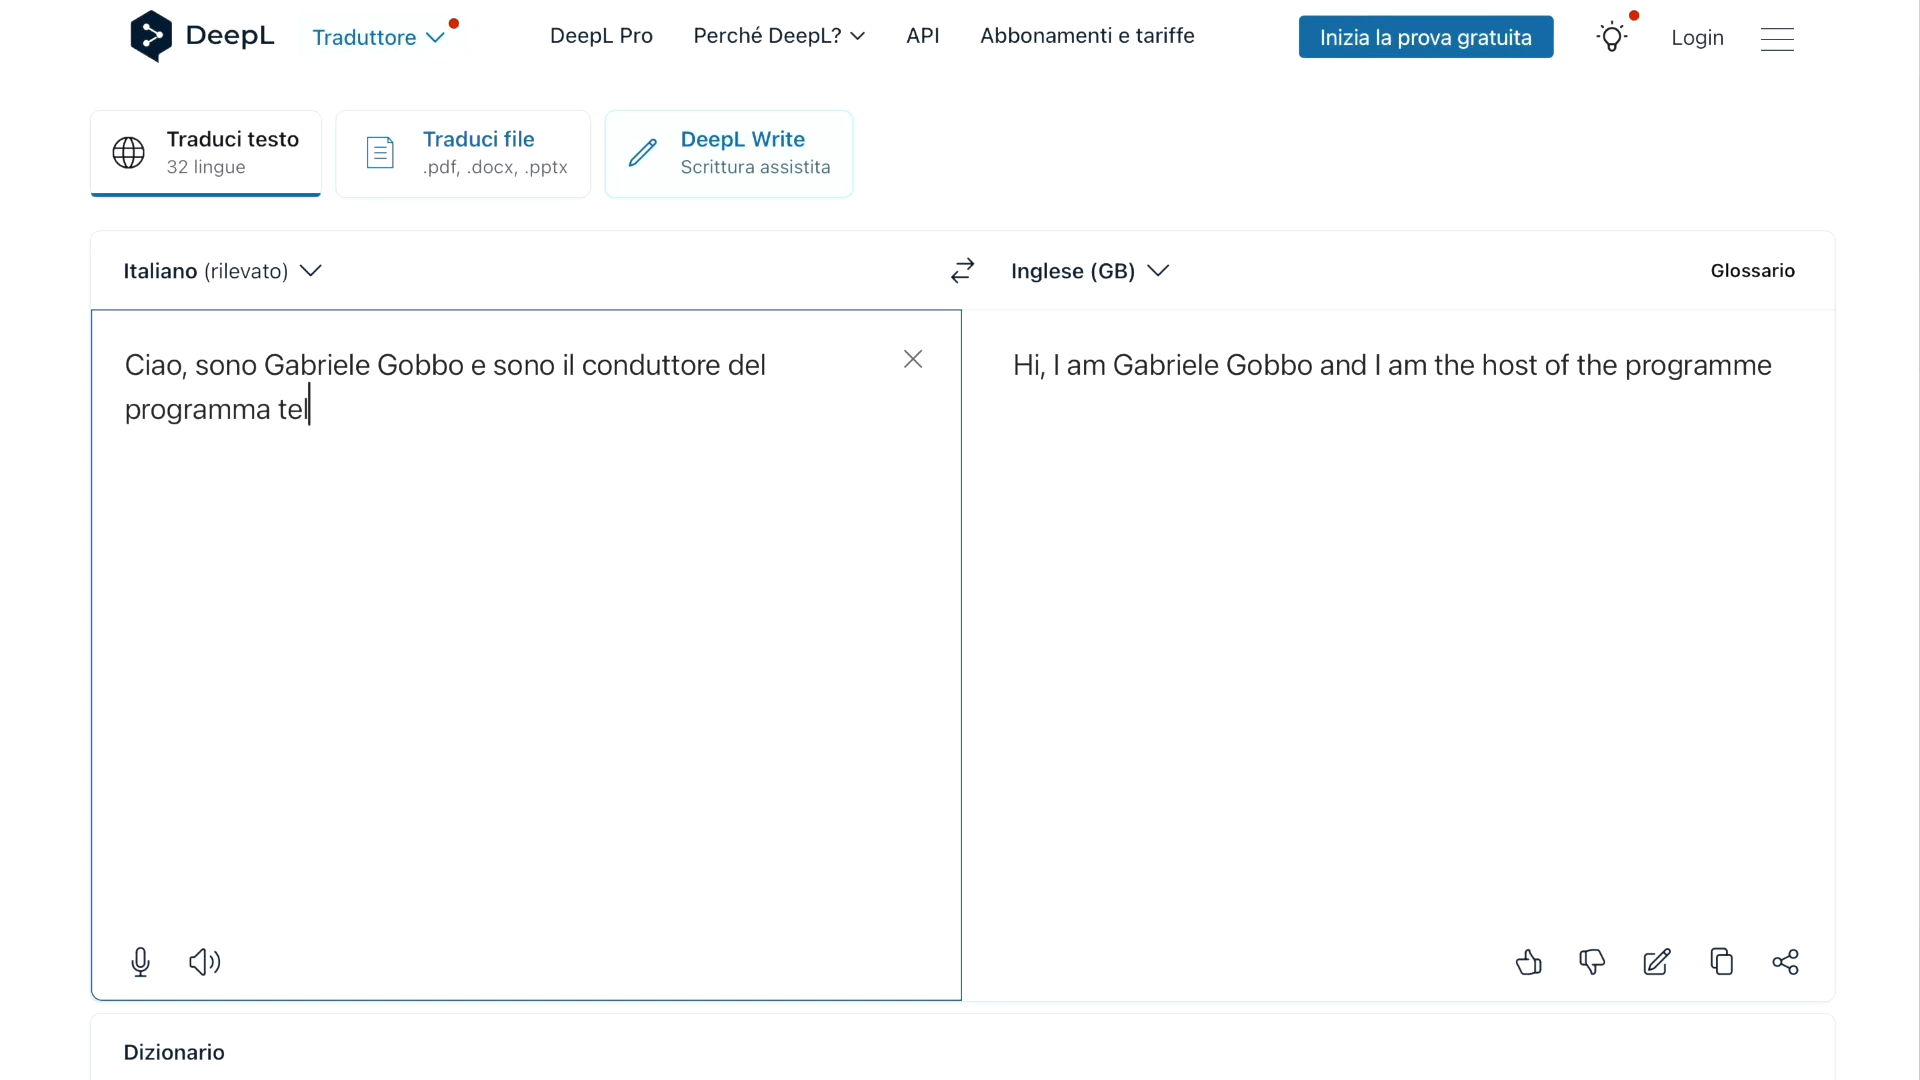 DeepL
Traduttore
DeepL Pro
Perché DeepL?
API
Abbonamenti e tariffe
Inizia la prova gratuita
Login
Traduci testo
32 lingue
Traduci file
.pdf, .docx, .pptx
DeepL Write
Scrittura assistita
Italiano (rilevato)
Inglese (GB)
Glossario
Ciao, sono Gabriele Gobbo e sono il conduttore del
programma tel
Hi, I am Gabriele Gobbo and I am the host of the programme
Dizionario